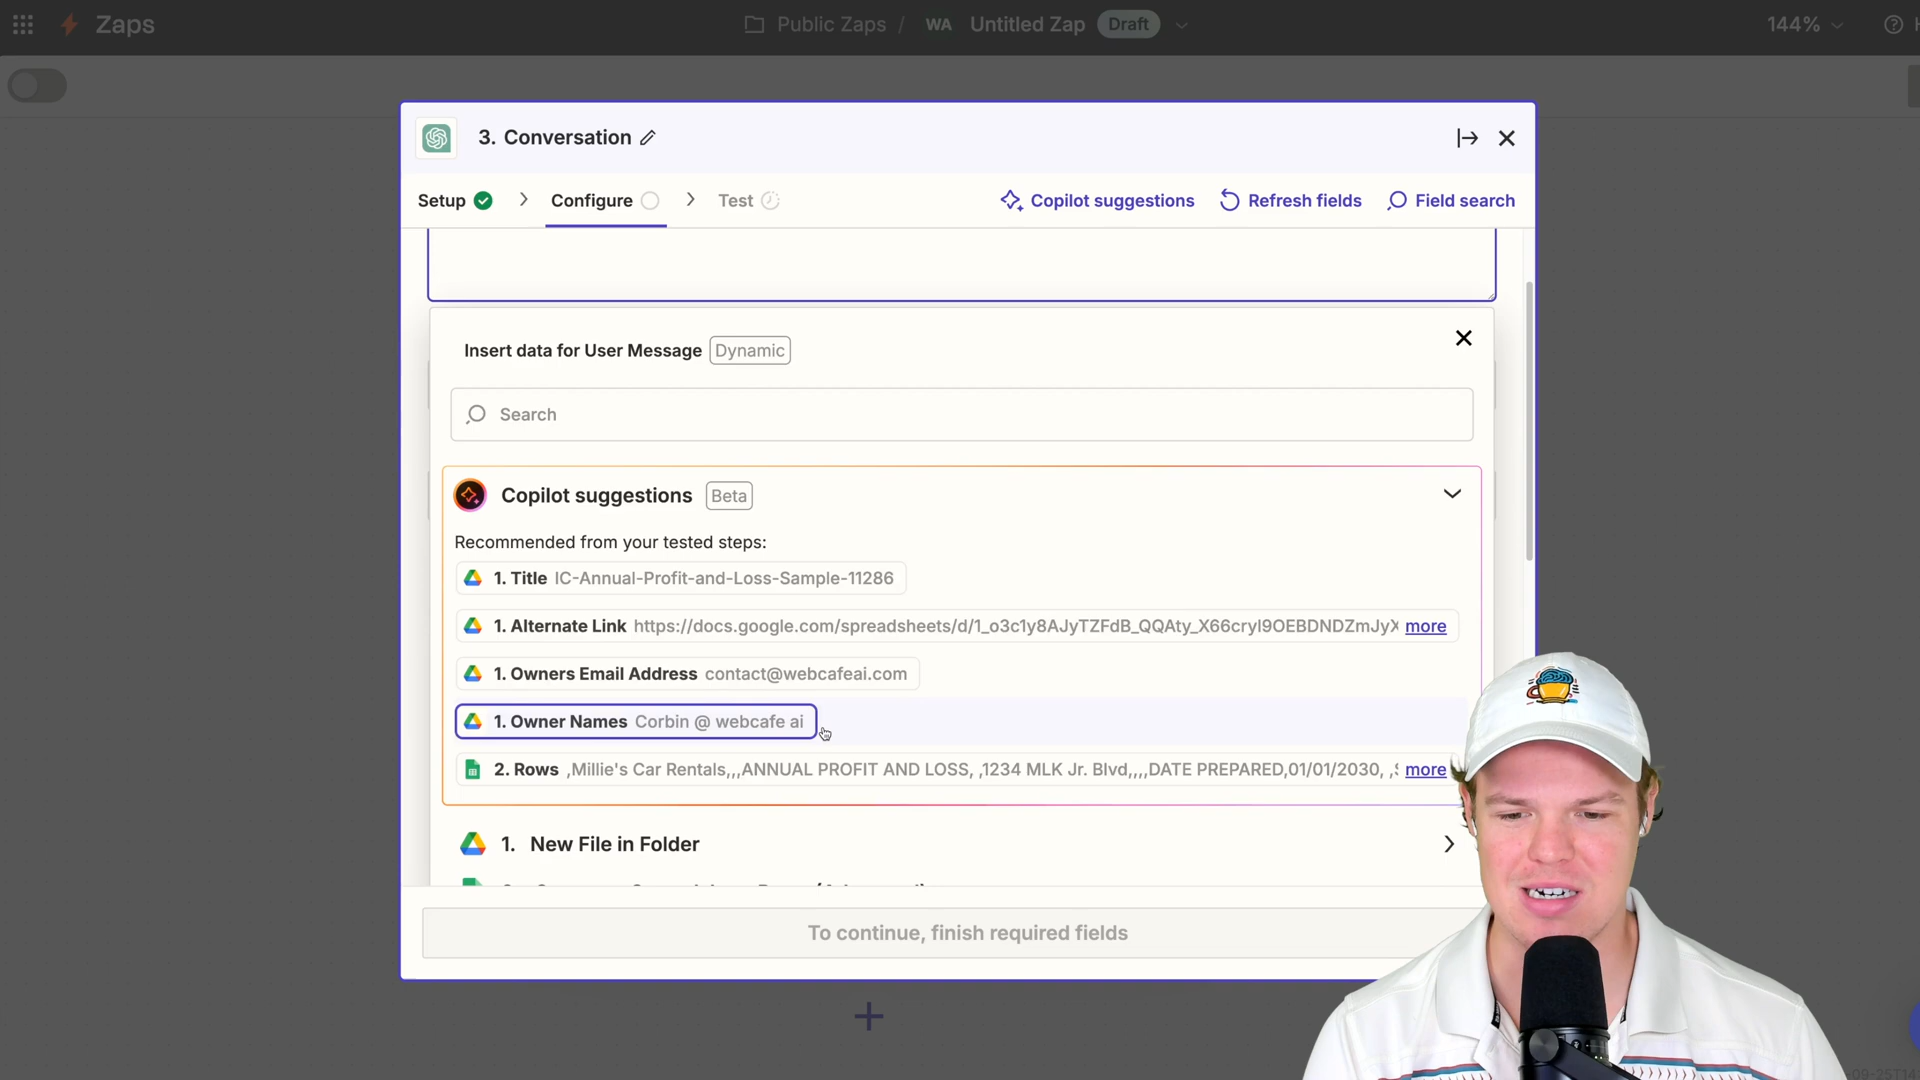 Zaps
Public Zaps / WA Untitled Zap Draft
144%
3. Conversation
Setup
Configure
Test
Copilot suggestions
Refresh fields
Field search
Insert data for User Message Dynamic
Search
Copilot suggestions Beta
Recommended from your tested steps:
1. Title IC-Annual-Profit-and-Loss-Sample-11286
1. Alternate Link https://docs.google.com/spreadsheets/d/1_o3c1y8AJyTZFdB_QQAty_X66cryI9OEBDNDZmJyX more
1. Owners Email Address contact@webcafeai.com
1. Owner Names Corbin @ webcafe ai
2. Rows ,Millie's Car Rentals,,,ANNUAL PROFIT AND LOSS, ,1234 MLK Jr. Blvd,,,,DATE PREPARED,01/01/2030, , more
1. New File in Folder
To continue, finish required fields